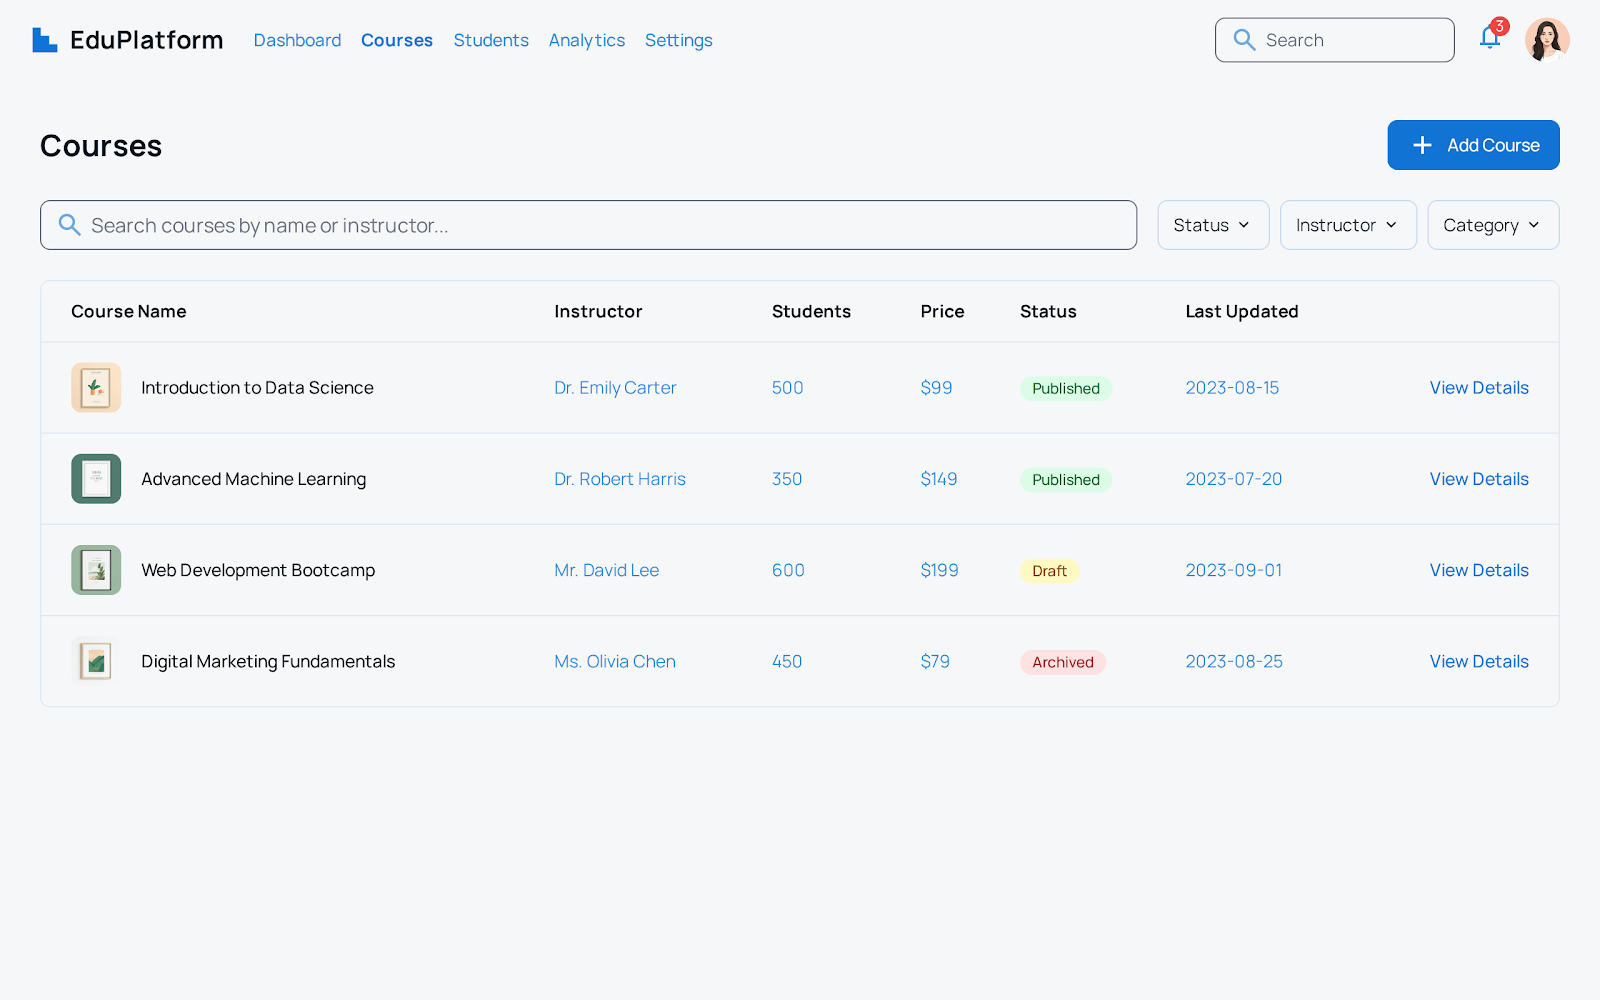 EduPlatform
Dashboard Courses Students Analytics Settings
Search
3
Courses
Add Course
Search courses by name or instructor...
Status Instructor Category
Course Name Instructor Students Price Status Last Updated
Introduction to Data Science Dr. Emily Carter 500 $99 Published 2023-08-15 View Details
Advanced Machine Learning Dr. Robert Harris 350 $149 Published 2023-07-20 View Details
Web Development Bootcamp Mr. David Lee 600 $199 Draft 2023-09-01 View Details
Digital Marketing Fundamentals Ms. Olivia Chen 450 $79 Archived 2023-08-25 View Details